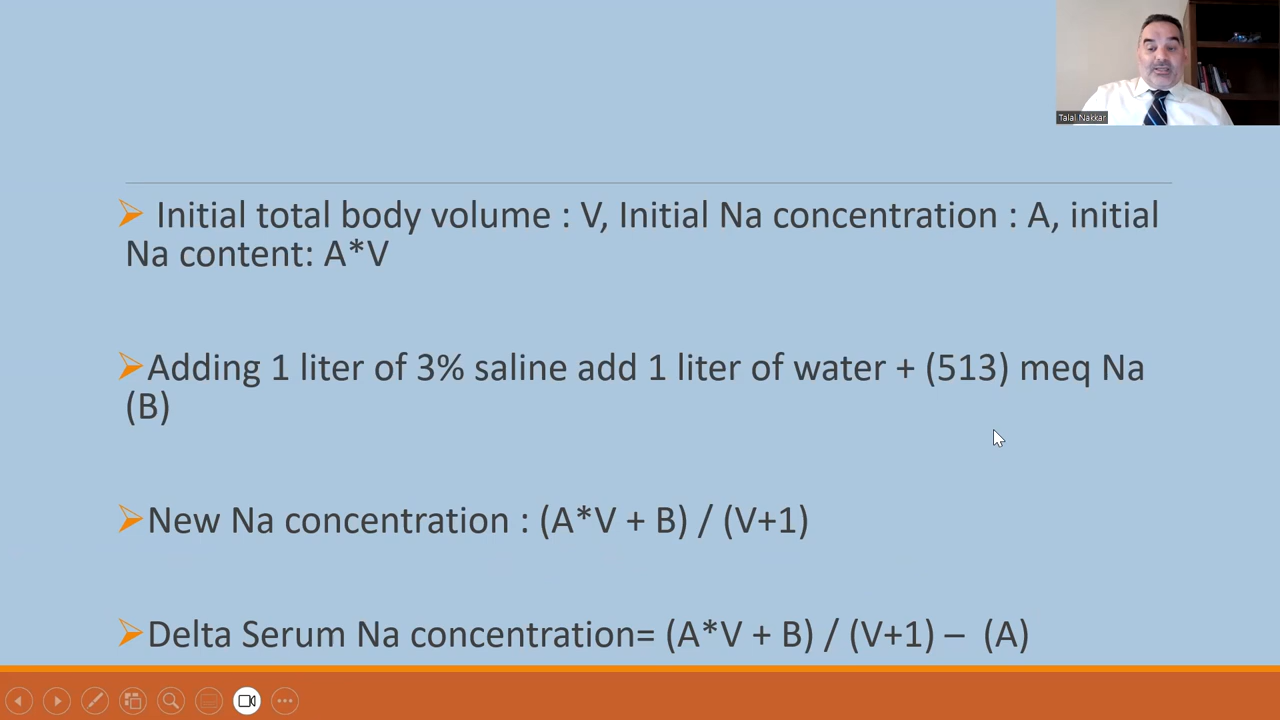 Talal Nakkar
➢ Initial total body volume : V, Initial Na concentration : A, initial
Na content: A*V
➢Adding 1 liter of 3% saline add 1 liter of water + (513) meq Na
(B)
➢New Na concentration : (A*V + B) / (V+1)
➢Delta Serum Na concentration= (A*V + B) / (V+1) – (A)